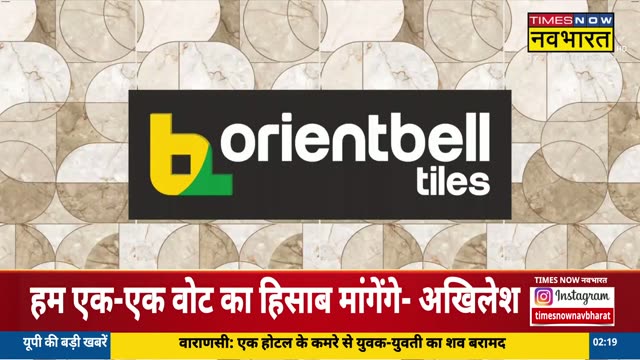 TIMES NOW
नवभारत
HD
orientbell
tiles
हम एक-एक वोट का हिसाब मांगेंगे- अखिलेश
TIMES NOW नवभारत
Instagram
timesnownavbharat
यूपी की बड़ी खबरें
वाराणसी: एक होटल के कमरे से युवक-युवती का शव बरामद
02:19